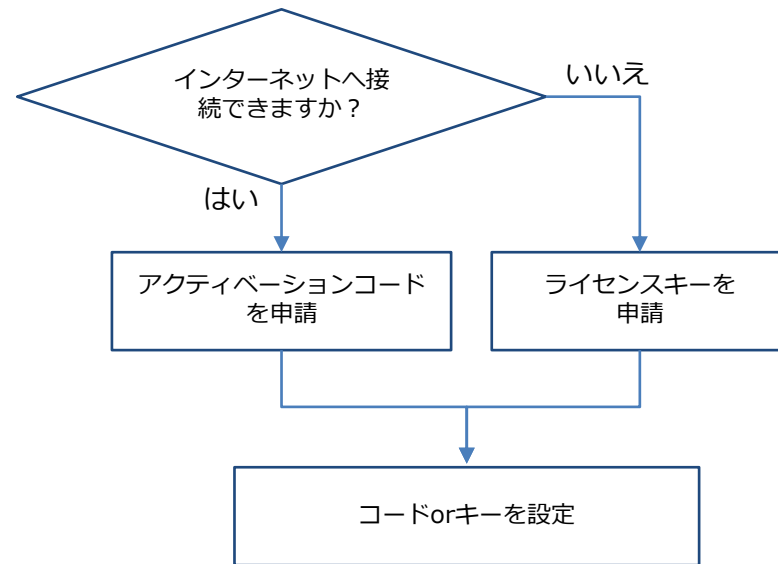 インターネットへ接
続できますか？
いいえ
はい
アクティベーションコード
を申請
ライセンスキーを
申請
コードorキーを設定